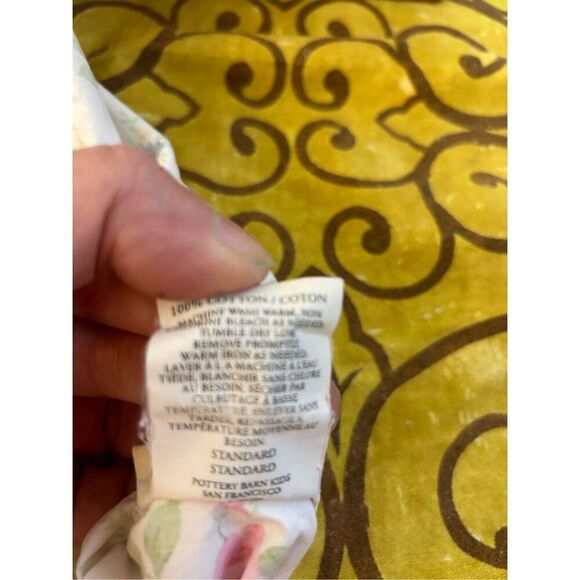 100% COTTON / COTON
MACHINE WASH WARM, NON
BLEACH AS NEEDED
TUMBLE DRY LOW
REMOVE PROMPTLY
WARM IRON AS NEEDED
LAVER À LA MACHINE À L'EAU
TIÈDE, BLANCHIR SANS CHLORE
AU BESOIN, SÉCHER PAR
CULBUTAGE À BASSE
TEMPÉRATURE, ENLEVER SANS
TARDER, REPASSAGE À
TEMPÉRATURE MOYENNE AU
BESOIN.
STANDARD
STANDARD
POTTERY BARN KIDS
SAN FRANCISCO